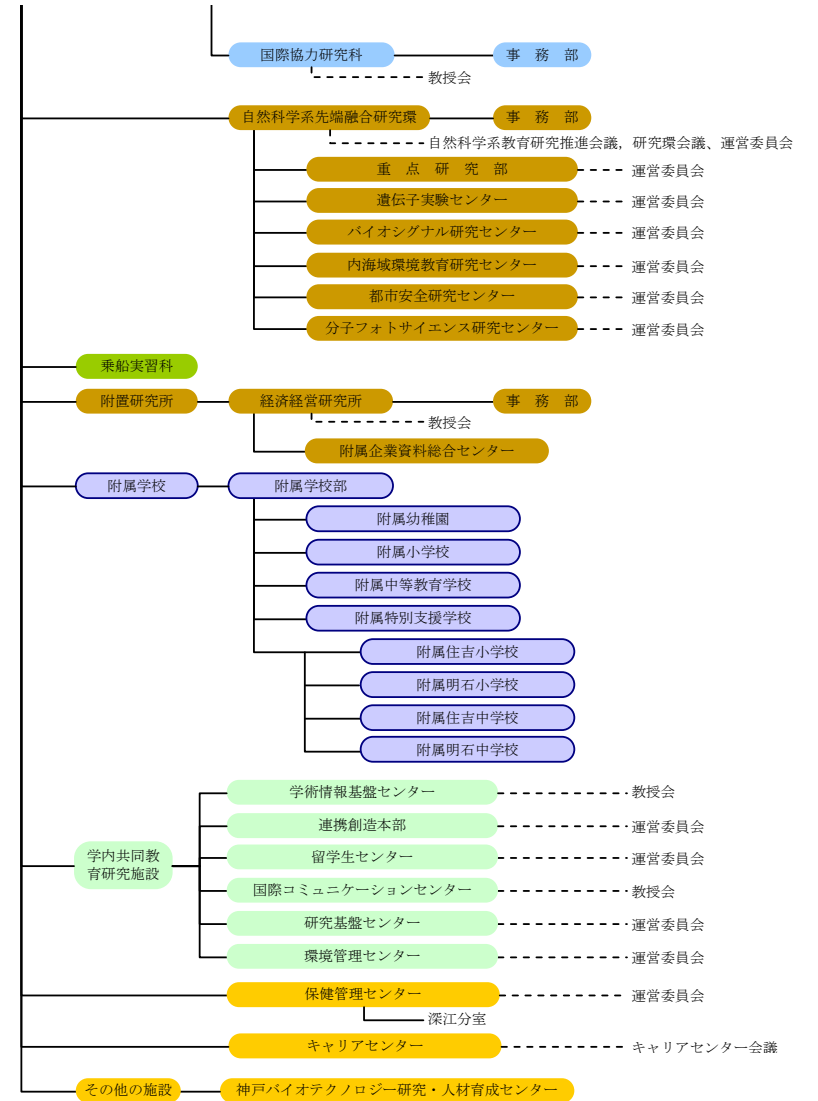 国際協力研究科 事 務 部
教授会
自然科学系先端融合研究環 事 務 部
自然科学系教育研究推進会議，研究環会議、運営委員会
重 点 研 究 部 運営委員会
遺伝子実験センター 運営委員会
バイオシグナル研究センター 運営委員会
内海域環境教育研究センター 運営委員会
都市安全研究センター 運営委員会
分子フォトサイエンス研究センター 運営委員会
乗船実習科
附置研究所 経済経営研究所 事 務 部
教授会
附属企業資料総合センター
附属学校 附属学校部
附属幼稚園
附属小学校
附属中等教育学校
附属特別支援学校
附属住吉小学校
附属明石小学校
附属住吉中学校
附属明石中学校
学内共同教
育研究施設
学術情報基盤センター 教授会
連携創造本部 運営委員会
留学生センター 運営委員会
国際コミュニケーションセンター 教授会
研究基盤センター 運営委員会
環境管理センター 運営委員会
保健管理センター 運営委員会
深江分室
キャリアセンター キャリアセンター会議
その他の施設 神戸バイオテクノロジー研究・人材育成センター